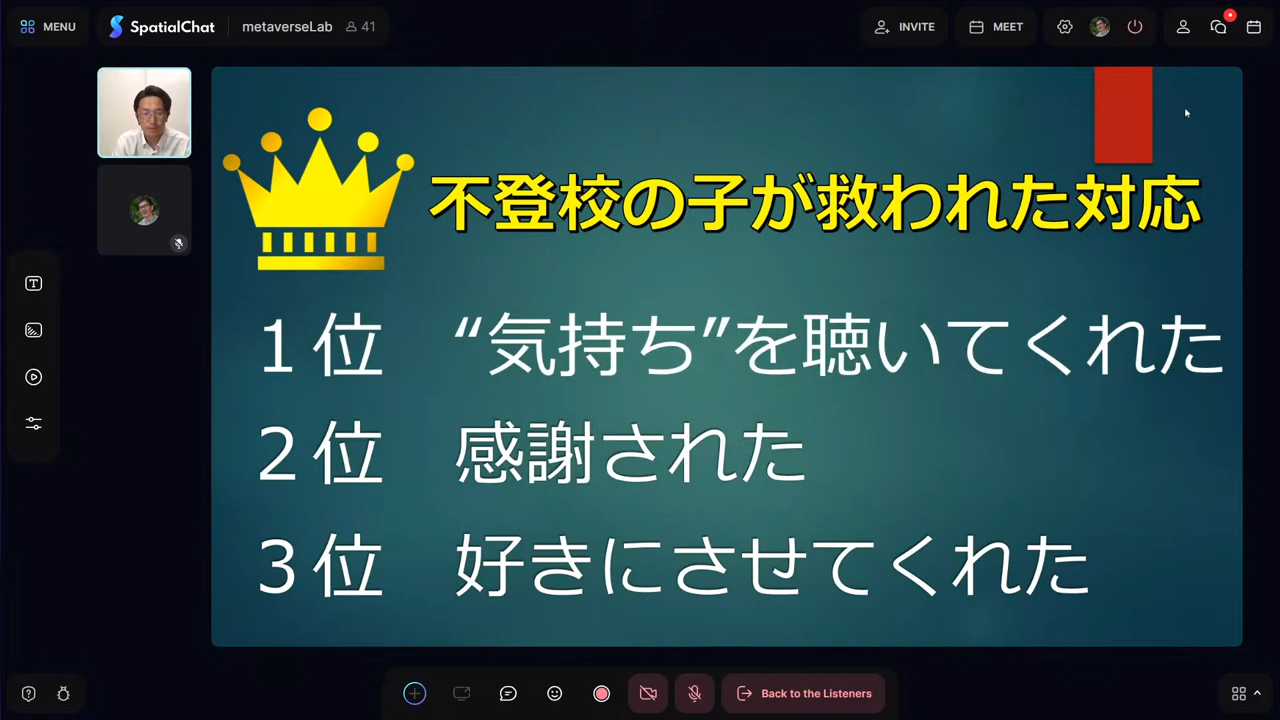 MENU
SpatialChat
metaverseLab
41
INVITE
MEET
不登校の子が救われた対応
１位 “気持ち”を聴いてくれた
２位 感謝された
３位 好きにさせてくれた
Back to the Listeners